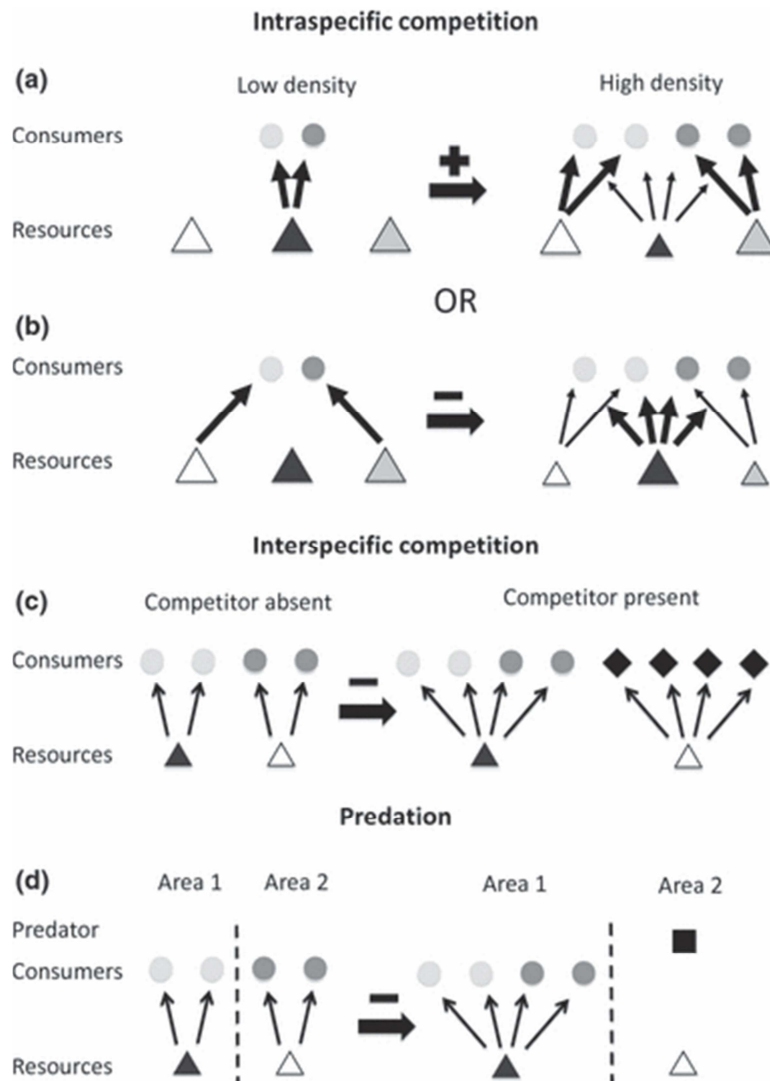 Intraspecific competition
(a)
Low density
High density
Consumers
+
Resources
OR
(b)
Consumers
−
Resources
Interspecific competition
(c)
Competitor absent
Competitor present
Consumers
−
Resources
Predation
(d)
Area 1
Area 2
Area 1
Area 2
Predator
Consumers
−
Resources